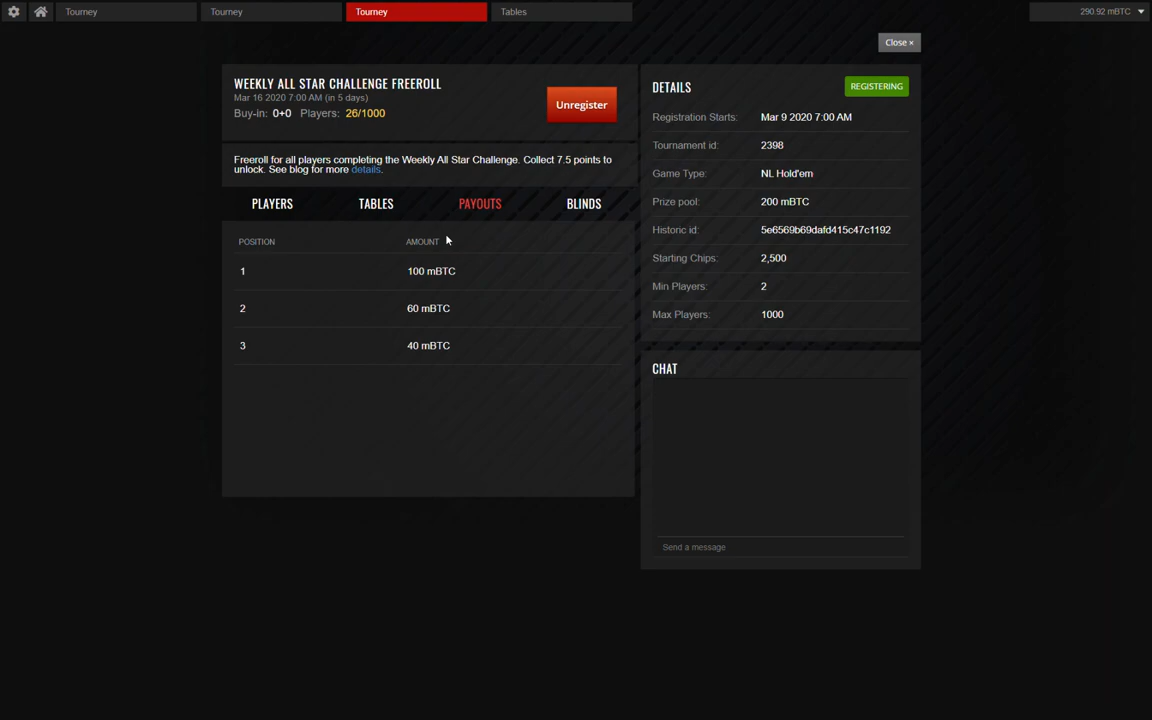 Tourney
Tourney
Tourney
Tables
290.92 mBTC
Close ×
WEEKLY ALL STAR CHALLENGE FREEROLL
Mar 16 2020 7:00 AM (in 5 days)
Buy-in: 0+0 Players: 26/1000
Unregister
Freeroll for all players completing the Weekly All Star Challenge. Collect 7.5 points to
unlock. See blog for more details.
PLAYERS TABLES PAYOUTS BLINDS
POSITION AMOUNT
1 100 mBTC
2 60 mBTC
3 40 mBTC
DETAILS
REGISTERING
Registration Starts: Mar 9 2020 7:00 AM
Tournament id: 2398
Game Type: NL Hold'em
Prize pool: 200 mBTC
Historic id: 5e6569b69dafd415c47c1192
Starting Chips: 2,500
Min Players: 2
Max Players: 1000
CHAT
Send a message